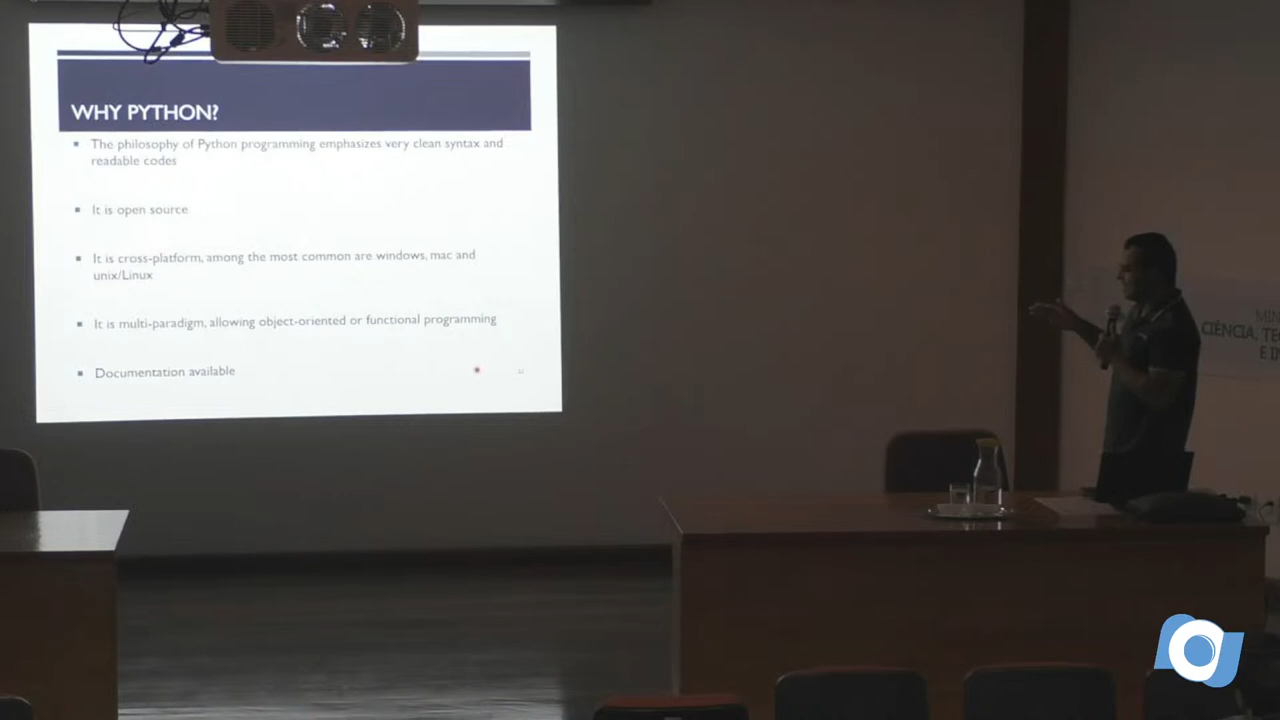 WHY PYTHON?
The philosophy of Python programming emphasizes very clean syntax and
readable codes
It is open source
It is cross-platform, among the most common are windows, mac and
unix/Linux
It is multi-paradigm, allowing object-oriented or functional programming
Documentation available
MIN
CIÊNCIA, TE
E IN